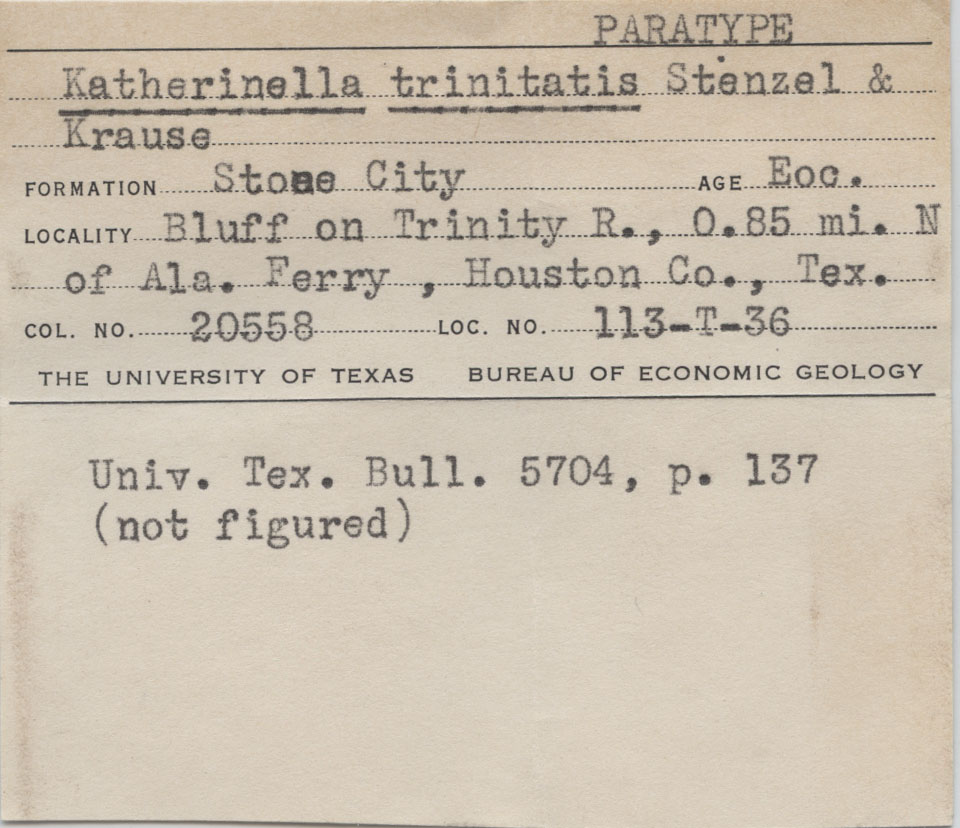 PARATYPE
Katherinella trinitatis Stenzel &
Krause
FORMATION Stone City AGE Eoc.
LOCALITY Bluff on Trinity R., 0.85 mi. N
of Ala. Ferry , Houston Co., Tex.
COL. NO. 20558 LOC. NO. 113-T-36
THE UNIVERSITY OF TEXAS BUREAU OF ECONOMIC GEOLOGY
Univ. Tex. Bull. 5704, p. 137
(not figured)